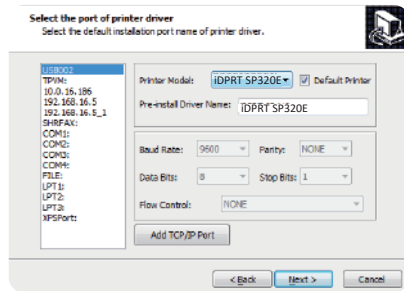 Select the port of printer driver
Select the default installation port name of printer driver.
USB002
TPVM:
10.0.16.186
192.168.16.5
192.168.16.5_1
SHRFAX:
COM1:
COM2:
COM3:
COM4:
FILE:
LPT1:
LPT2:
LPT3:
XPSPort:
Printer Model: iDPRT SP320E Default Printer
Pre-install Driver Name: iDPRT SP320E
Baud Rate: 9600 Parity: NONE
Data Bits: 8 Stop Bits: 1
Flow Control: NONE
Add TCP/IP Port
< Back Next > Cancel